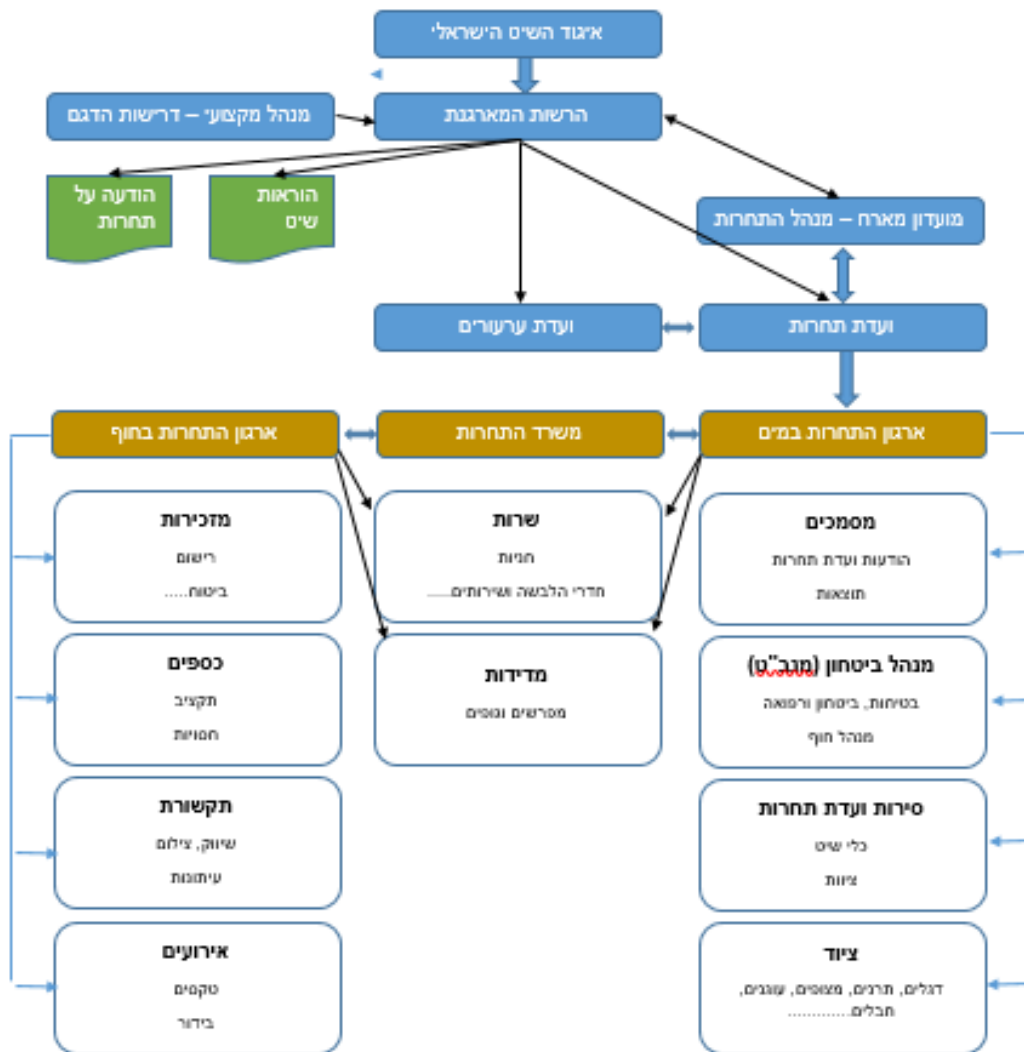 איגוד השיט הישראלי
הרשות המארגנת
מנהל מקצועי – דרישות הדגם
הוראות
שיט
הודעה על
תחרות
מועדון מארח – מנהל התחרות
ועדת תחרות
ועדת ערעורים
ארגון התחרות במים
משרד התחרות
ארגון התחרות בחוף
מסמכים
הודעות ועדת תחרות
תוצאות
מנהל ביטחון (מנב"ט)
בטיחות, ביטחון ורפואה
מנהל חוף
סירות ועדת תחרות
כלי שיט
ציוות
ציוד
דגלים, תרנים, מצופים, עוגנים,
חבלים.............
שרות
חניות
חדרי הלבשה ושירותים.....
מדידות
מפרשים וגופים
מזכירות
רישום
ביטוח.....
כספים
תקציב
חסויות
תקשורת
שיווק, צילום
עיתונות
אירועים
טקסים
בידור